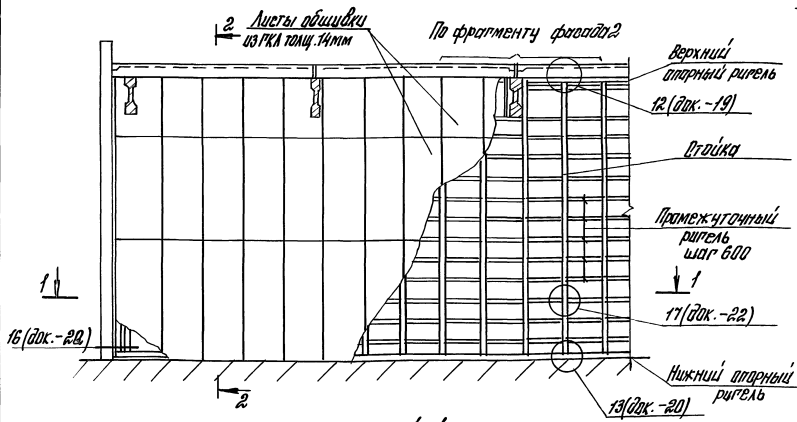 2
Листы обшивки
из ГКЛ толщ. 14мм
По фрагменту фасада 2
Верхний
опорный ригель
12(док.-19)
Стойка
Промежуточный
ригель
шаг 600
1
1
17(док.-22)
16(док.-20)
Нижний опорный
ригель
2
13(док.-20)